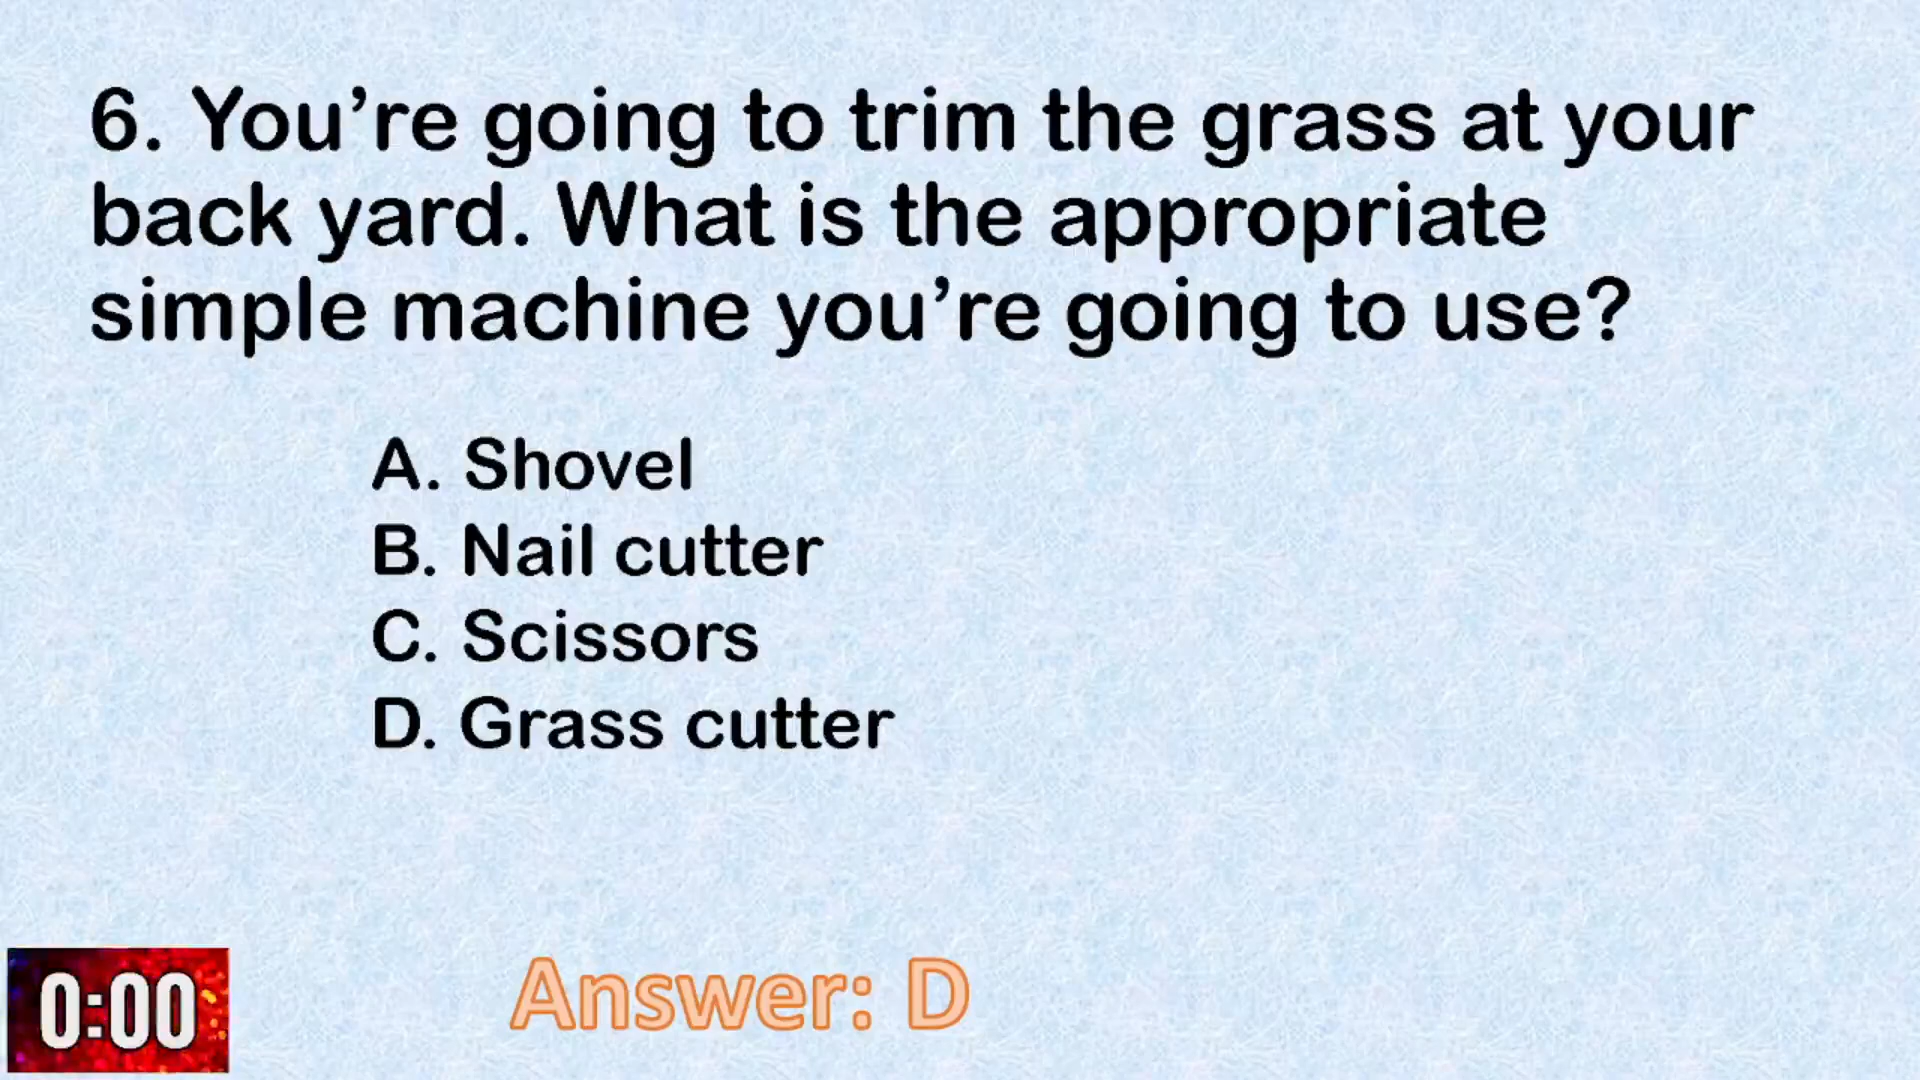 6. You’re going to trim the grass at your
back yard. What is the appropriate
simple machine you’re going to use?
A. Shovel
B. Nail cutter
C. Scissors
D. Grass cutter
0:00
Answer: D